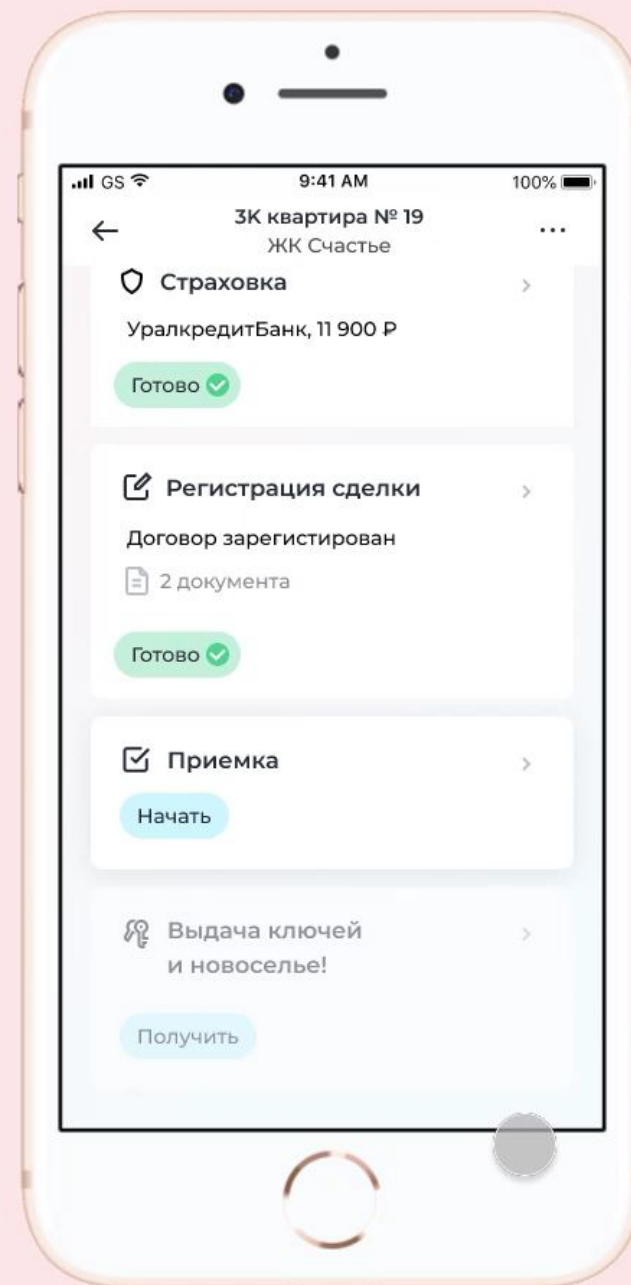 GS 9:41 AM 100%
3К квартира № 19
ЖК Счастье
Страховка
УралкредитБанк, 11 900 ₽
Готово
Регистрация сделки
Договор зарегистирован
2 документа
Готово
Приемка
Начать
Выдача ключей
и новоселье!
Получить